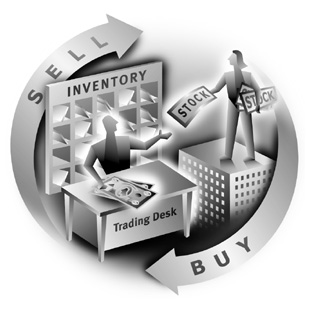 SELL
INVENTORY
STOCK
STOCK
Trading Desk
BUY